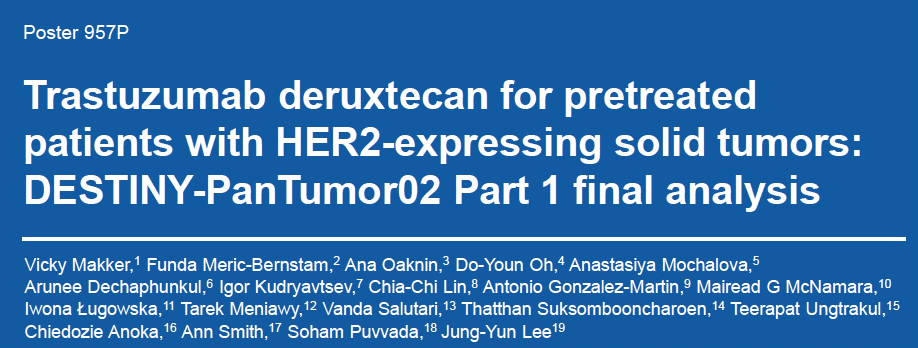 Poster 957P
Trastuzumab deruxtecan for pretreated
patients with HER2-expressing solid tumors:
DESTINY-PanTumor02 Part 1 final analysis
Vicky Makker,¹ Funda Meric-Bernstam,² Ana Oaknin,³ Do-Youn Oh,⁴ Anastasiya Mochalova,⁵
Arunee Dechaphunkul,⁶ Igor Kudryavtsev,⁷ Chia-Chi Lin,⁸ Antonio Gonzalez-Martin,⁹ Mairead G McNamara,¹⁰
Iwona Ługowska,¹¹ Tarek Meniawy,¹² Vanda Salutari,¹³ Thatthan Suksombooncharoen,¹⁴ Teerapat Ungtrakul,¹⁵
Chiedozie Anoka,¹⁶ Ann Smith,¹⁷ Soham Puvvada,¹⁸ Jung-Yun Lee¹⁹